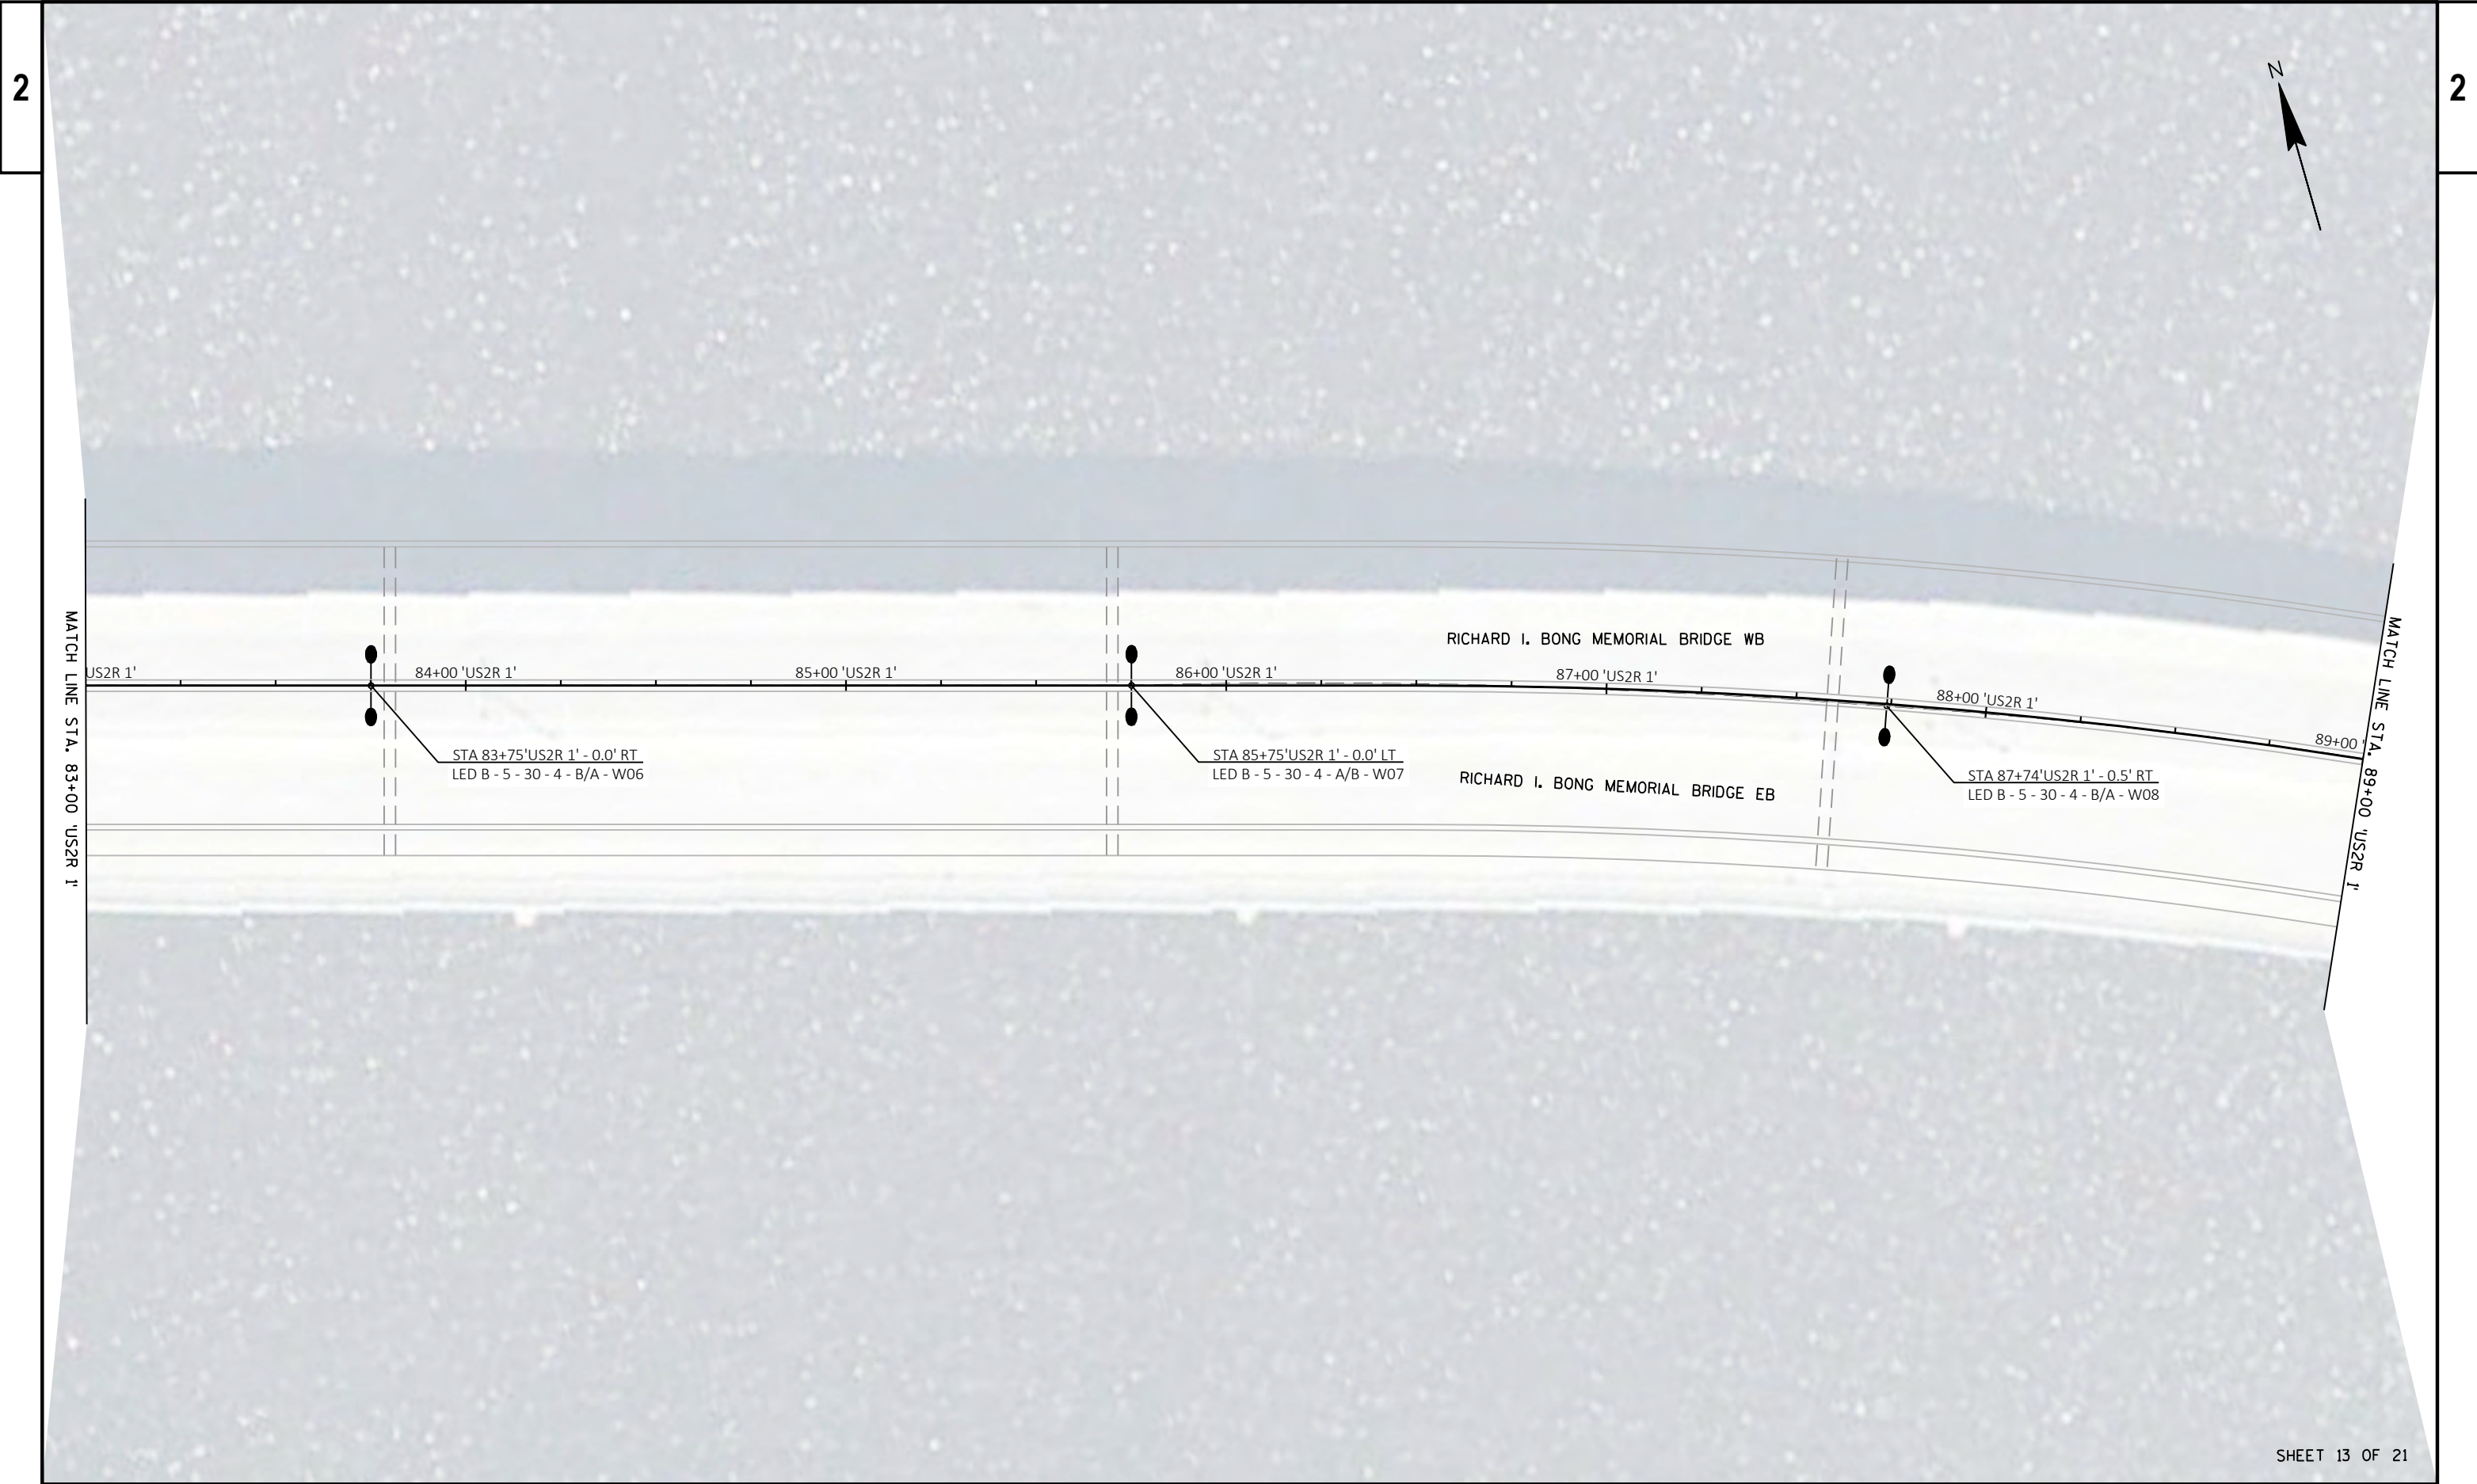 2
2
N
RICHARD I. BONG MEMORIAL BRIDGE WB
US2R 1'
84+00 'US2R 1'
85+00 'US2R 1'
86+00 'US2R 1'
87+00 'US2R 1'
88+00 'US2R 1'
89+00 '
STA 83+75'US2R 1' - 0.0' RT
LED B - 5 - 30 - 4 - B/A - W06
STA 85+75'US2R 1' - 0.0' LT
LED B - 5 - 30 - 4 - A/B - W07
STA 87+74'US2R 1' - 0.5' RT
LED B - 5 - 30 - 4 - B/A - W08
RICHARD I. BONG MEMORIAL BRIDGE EB
MATCH LINE STA. 83+00 'US2R 1'
MATCH LINE STA. 89+00 'US2R 1'
SHEET 13 OF 21